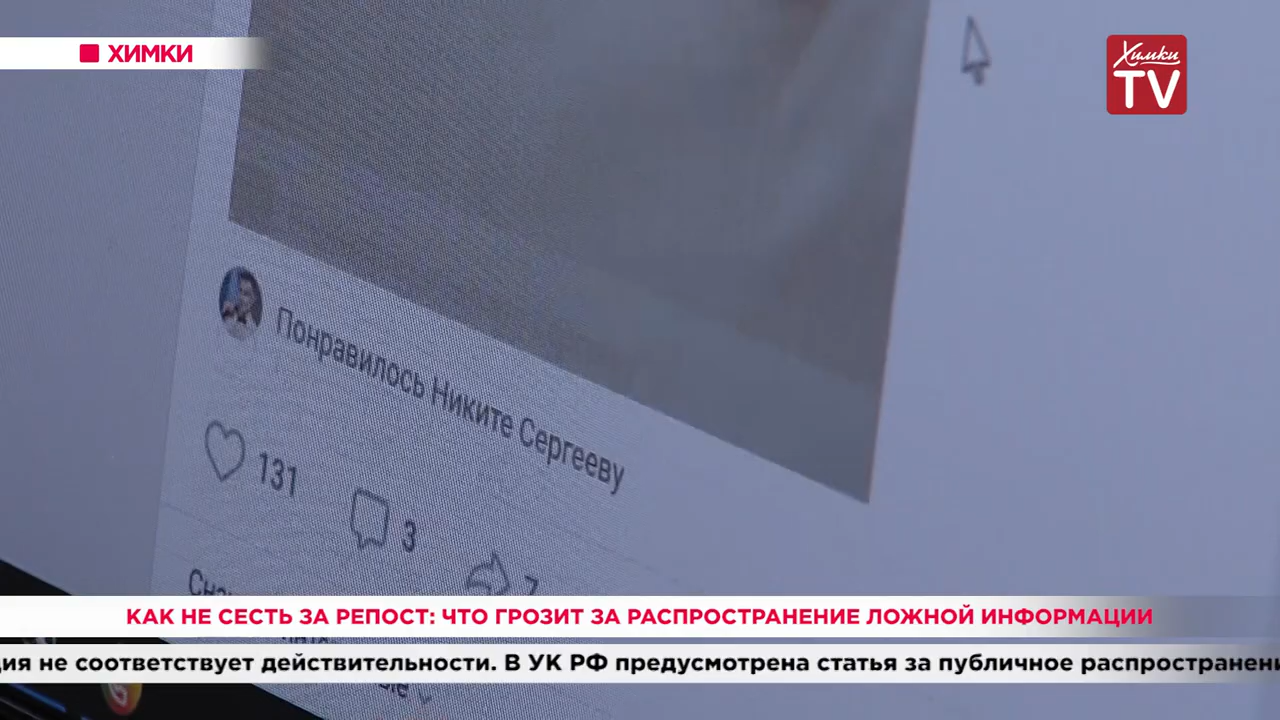 ХИМКИ
Химки
TV
Понравилось Никите Сергееву
131
3
7
КАК НЕ СЕСТЬ ЗА РЕПОСТ: ЧТО ГРОЗИТ ЗА РАСПРОСТРАНЕНИЕ ЛОЖНОЙ ИНФОРМАЦИИ
ция не соответствует действительности. В УК РФ предусмотрена статья за публичное распространени